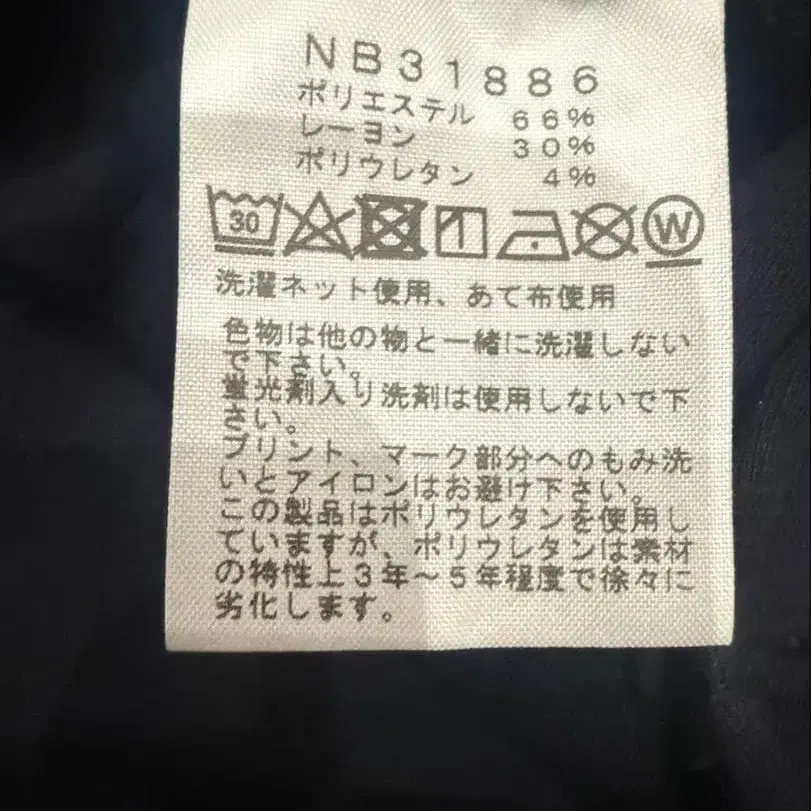 NB31886
ポリエステル 66%
レーヨン 30%
ポリウレタン 4%
30 W
洗濯ネット使用、あて布使用
色物は他の物と一緒に洗濯しない
で下さい。
蛍光剤入り洗剤は使用しないで下
さい。
プリント、マーク部分へのもみ洗
いとアイロンはお避け下さい。
この製品はポリウレタンを使用し
ていますが、ポリウレタンは素材
の特性上3年～5年程度で徐々に
劣化します。